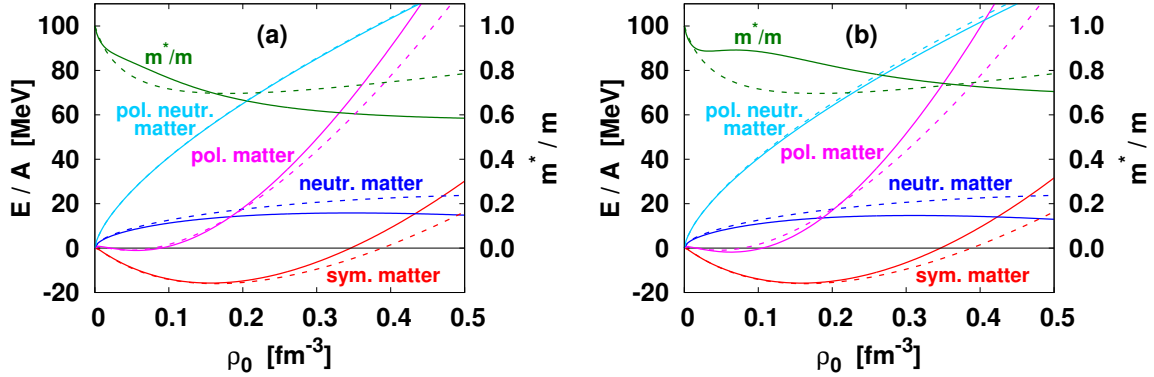 (a)
E / A [MeV]
100
80
60
40
20
0
-20
m*/m
pol. neutr.
matter
pol. matter
neutr. matter
sym. matter
1.0
0.8
0.6
0.4
0.2
0.0
m* / m
0 0.1 0.2 0.3 0.4 0.5
ρ₀ [fm⁻³]
(b)
E / A [MeV]
100
80
60
40
20
0
-20
m*/m
pol. neutr.
matter
pol. matter
neutr. matter
sym. matter
1.0
0.8
0.6
0.4
0.2
0.0
m* / m
0 0.1 0.2 0.3 0.4 0.5
ρ₀ [fm⁻³]